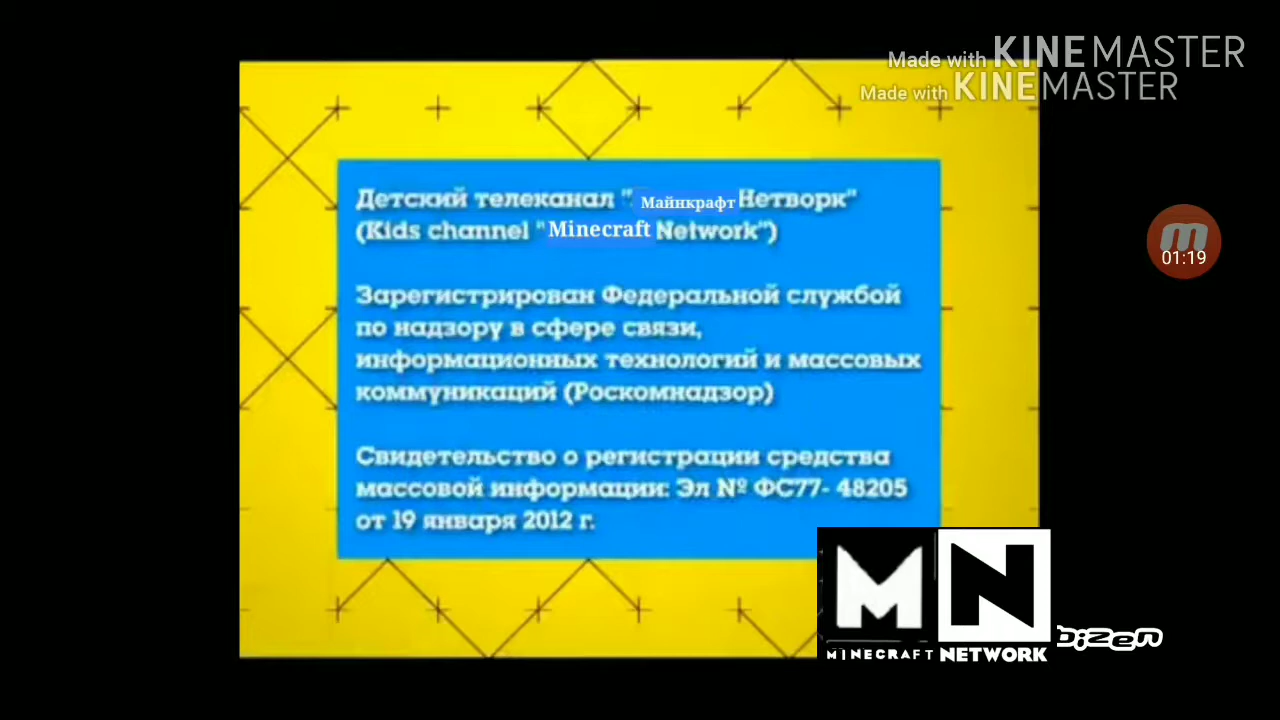 Made with KINEMASTER
Made with KINEMASTER
Детский телеканал "Майнкрафт Нетворк"
(Kids channel "Minecraft Network")
01:19
Зарегистрирован Федеральной службой
по надзору в сфере связи,
информационных технологий и массовых
коммуникаций (Роскомнадзор)
Свидетельство о регистрации средства
массовой информации: Эл № ФС77- 48205
от 19 января 2012 г.
MN
MINECRAFT NETWORK
bizen